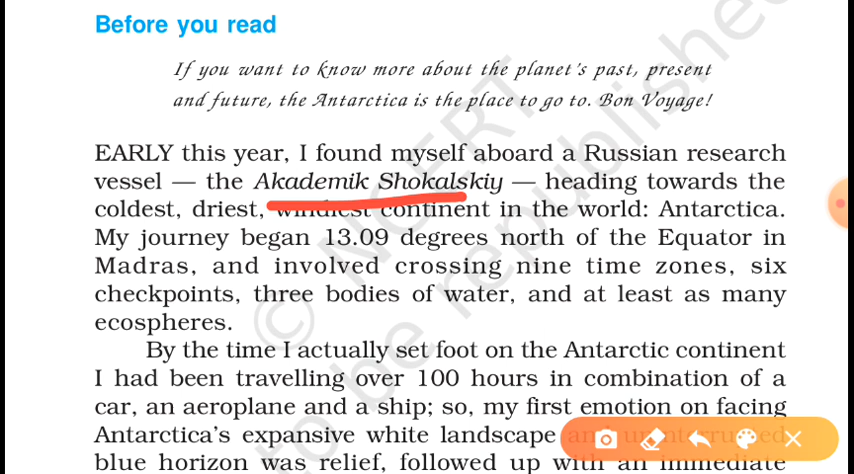 Before you read
If you want to know more about the planet's past, present
and future, the Antarctica is the place to go to. Bon Voyage!
EARLY this year, I found myself aboard a Russian research
vessel — the Akademik Shokalskiy — heading towards the
coldest, driest, windiest continent in the world: Antarctica.
My journey began 13.09 degrees north of the Equator in
Madras, and involved crossing nine time zones, six
checkpoints, three bodies of water, and at least as many
ecospheres.
By the time I actually set foot on the Antarctic continent
I had been travelling over 100 hours in combination of a
car, an aeroplane and a ship; so, my first emotion on facing
Antarctica's expansive white landscape and uninterrupted
blue horizon was relief, followed up with an immediate
© NCERT
to be republished